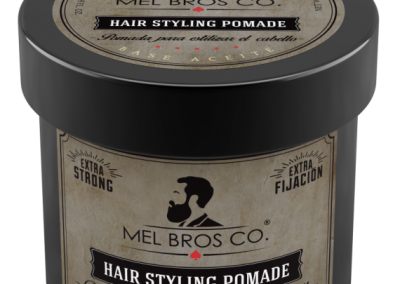 MEL BROS CO.
HAIR STYLING POMADE
Pomada para estilizar el cabello
BASE ACEITE
EXTRA
STRONG
EXTRA
FIJACIÓN
MEL BROS CO.®
HAIR STYLING POMADE